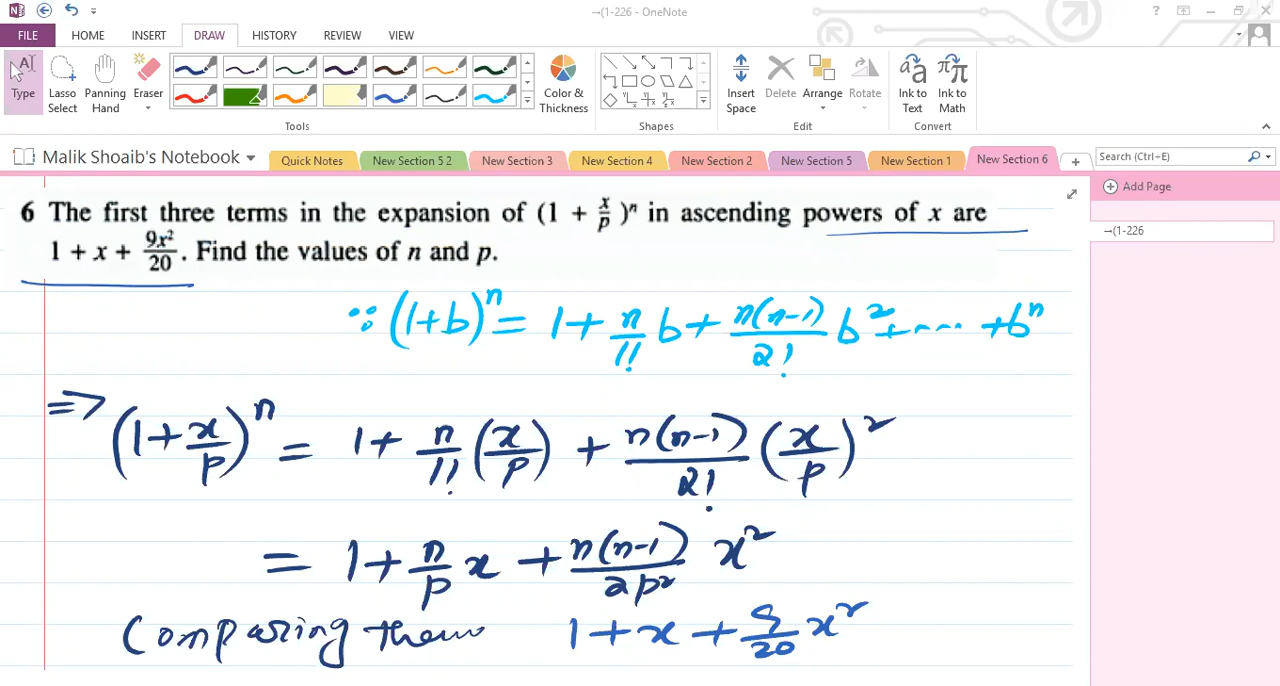 →(1-226 - OneNote
FILE HOME INSERT DRAW HISTORY REVIEW VIEW
Type Lasso Select Panning Hand Eraser Color & Thickness Insert Space Delete Arrange Rotate Ink to Text Ink to Math
Tools Shapes Edit Convert
Malik Shoaib's Notebook Quick Notes New Section 5 2 New Section 3 New Section 4 New Section 2 New Section 5 New Section 1 New Section 6 Search (Ctrl+E)
Add Page
→(1-226
6 The first three terms in the expansion of (1 + x/p)ⁿ in ascending powers of x are
1 + x + 9x²/20. Find the values of n and p.
∵ (1+b)ⁿ = 1 + n/1! b + n(n-1)/2! b² + --- + bⁿ
=> (1+x/p)ⁿ = 1 + n/1! (x/p) + n(n-1)/2! (x/p)²
= 1 + n/p x + n(n-1)/2p² x²
Comparing them 1 + x + 9/20 x²